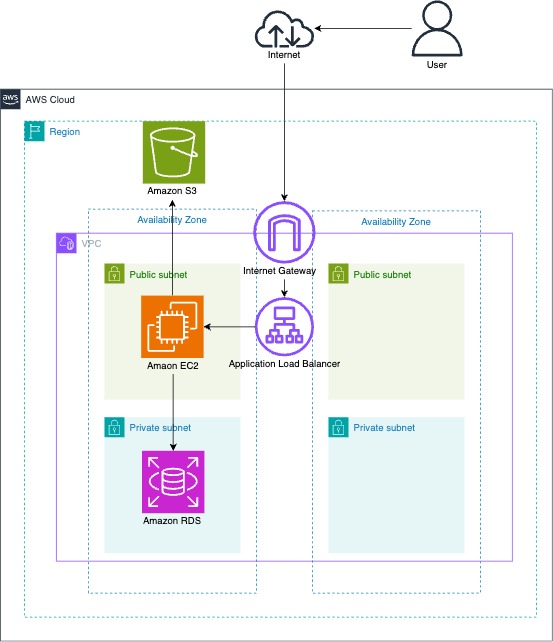 Internet
User
aws
AWS Cloud
Region
Amazon S3
Availability Zone
Availability Zone
VPC
Internet Gateway
Public subnet
Public subnet
Amaon EC2
Application Load Balancer
Private subnet
Private subnet
Amazon RDS